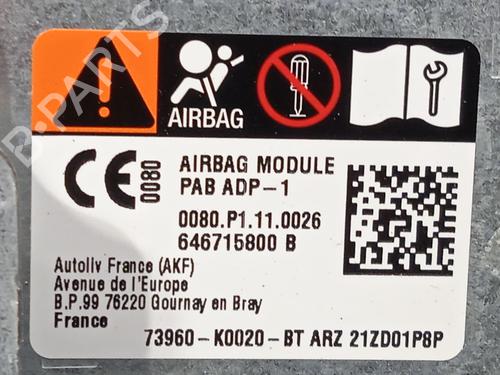 B-PARTS
AIRBAG
0080
AIRBAG MODULE
PAB ADP-1
0080.P1.11.0026
646715800 B
Autoliv France (AKF)
Avenue de l'Europe
B.P.99 76220 Gournay en Bray
France
73960-K0020-BT ARZ 21ZD01P8P